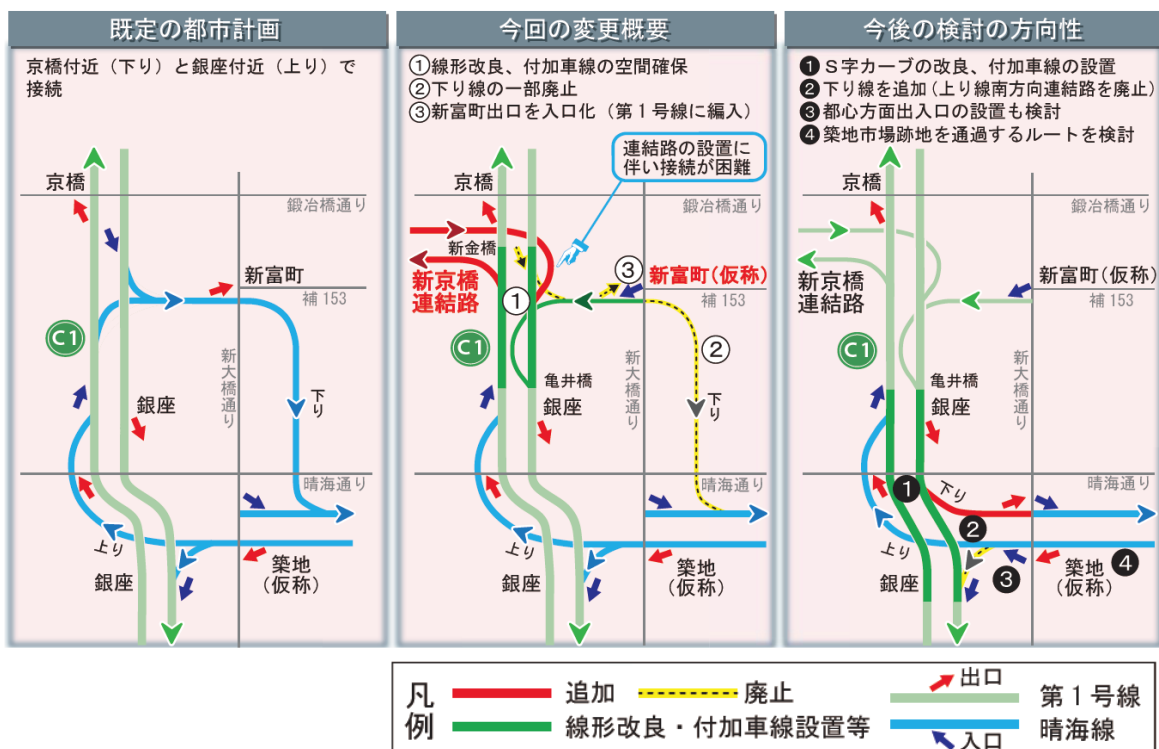 既定の都市計画
京橋付近（下り）と銀座付近（上り）で
接続
京橋
鍛冶橋通り
新富町
補153
C1
新大橋通り
下り
銀座
晴海通り
上り
銀座
築地
（仮称）
今回の変更概要
①線形改良、付加車線の空間確保
②下り線の一部廃止
③新富町出口を入口化（第１号線に編入）
連結路の設置に
伴い接続が困難
京橋
鍛冶橋通り
新金橋
③
新富町(仮称)
新京橋
連結路
①
補153
C1
②
新大橋通り
亀井橋
下り
銀座
晴海通り
上り
銀座
築地
（仮称）
今後の検討の方向性
❶Ｓ字カーブの改良、付加車線の設置
❷下り線を追加(上り線南方向連結路を廃止)
❸都心方面出入口の設置も検討
❹築地市場跡地を通過するルートを検討
京橋
鍛冶橋通り
新富町(仮称)
新京橋
連結路
補153
C1
新大橋通り
亀井橋
銀座
晴海通り
❶
下り
❷
上り
銀座
❸
築地
（仮称）
❹
凡例
追加
廃止
出口
第１号線
線形改良・付加車線設置等
入口
晴海線